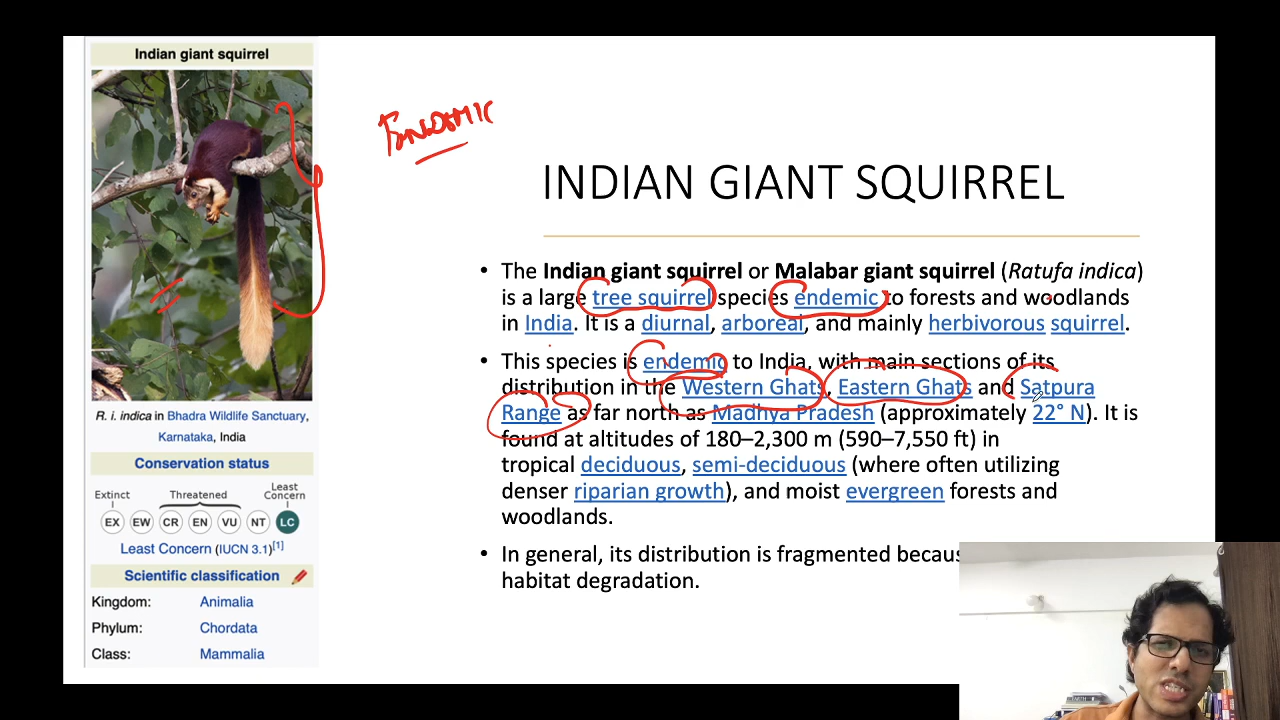 Indian giant squirrel
ENDEMIC
INDIAN GIANT SQUIRREL
• The Indian giant squirrel or Malabar giant squirrel (Ratufa indica)
is a large tree squirrel species endemic to forests and woodlands
in India. It is a diurnal, arboreal, and mainly herbivorous squirrel.
• This species is endemic to India, with main sections of its
distribution in the Western Ghats, Eastern Ghats and Satpura
Range as far north as Madhya Pradesh (approximately 22° N). It is
found at altitudes of 180–2,300 m (590–7,550 ft) in
tropical deciduous, semi-deciduous (where often utilizing
denser riparian growth), and moist evergreen forests and
woodlands.
• In general, its distribution is fragmented
habitat degradation.
R. i. indica in Bhadra Wildlife Sanctuary,
Karnataka, India
Conservation status
Extinct Threatened Least Concern
EX EW CR EN VU NT LC
Least Concern (IUCN 3.1)[1]
Scientific classification
Kingdom: Animalia
Phylum: Chordata
Class: Mammalia